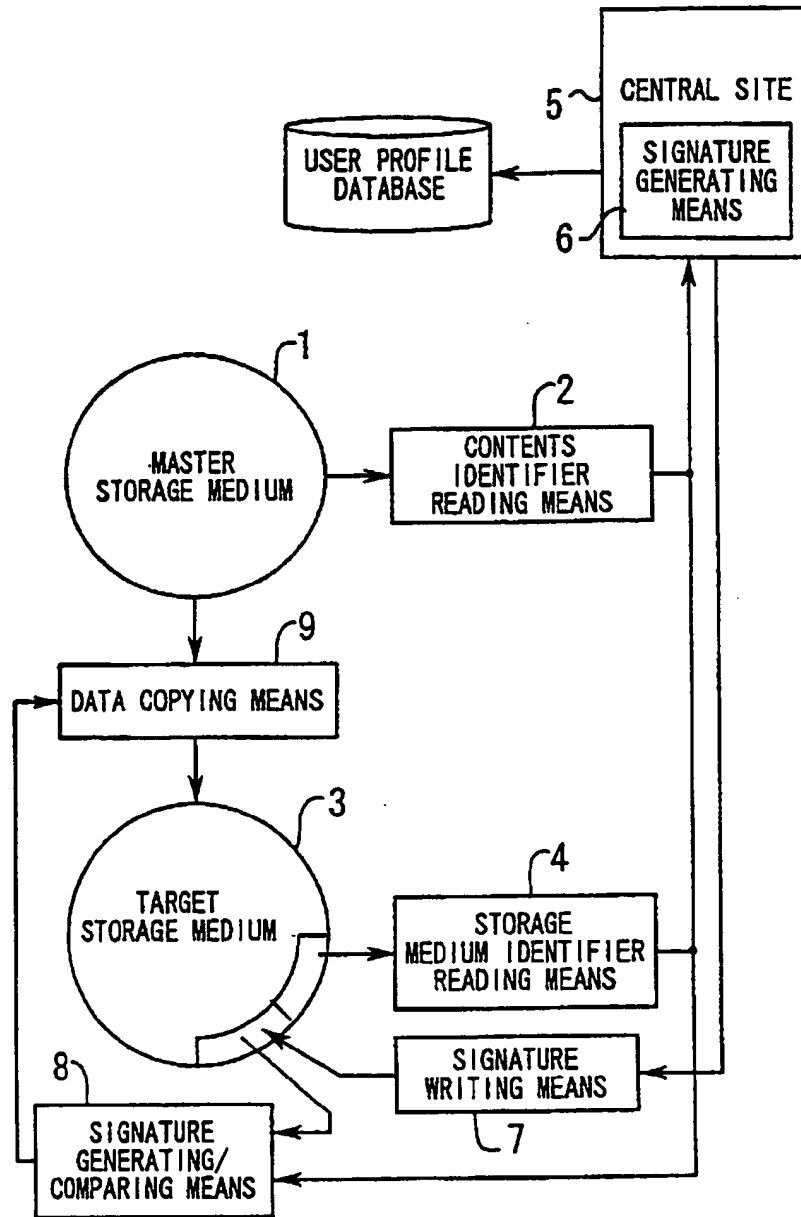 5
CENTRAL SITE
SIGNATURE
GENERATING
MEANS
6
USER PROFILE
DATABASE
1
MASTER
STORAGE MEDIUM
2
CONTENTS
IDENTIFIER
READING MEANS
9
DATA COPYING MEANS
3
TARGET
STORAGE MEDIUM
4
STORAGE
MEDIUM IDENTIFIER
READING MEANS
SIGNATURE
WRITING MEANS
7
8
SIGNATURE
GENERATING/
COMPARING MEANS